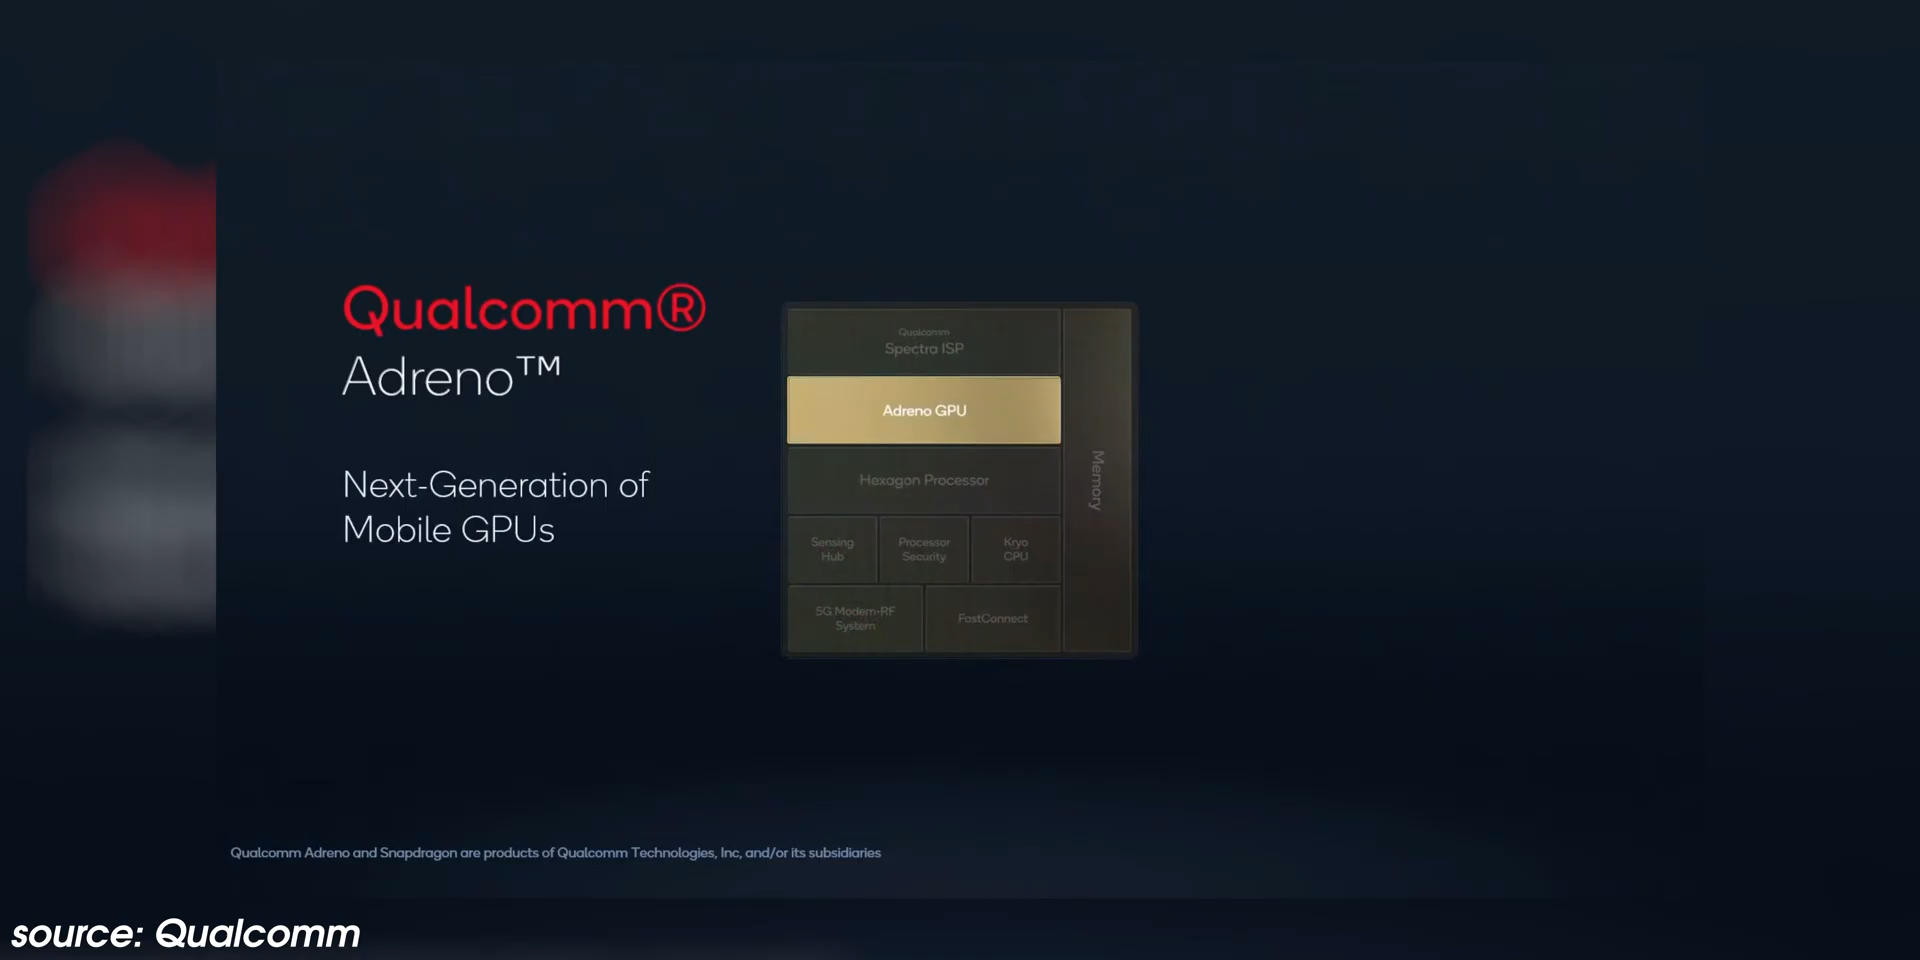 Qualcomm®
Adreno™
Next-Generation of
Mobile GPUs
Qualcomm
Spectra ISP
Adreno GPU
Hexagon Processor
Memory
Sensing
Hub
Processor
Security
Kryo
CPU
5G Modem-RF
System
FastConnect
Qualcomm Adreno and Snapdragon are products of Qualcomm Technologies, Inc, and/or its subsidiaries
source: Qualcomm